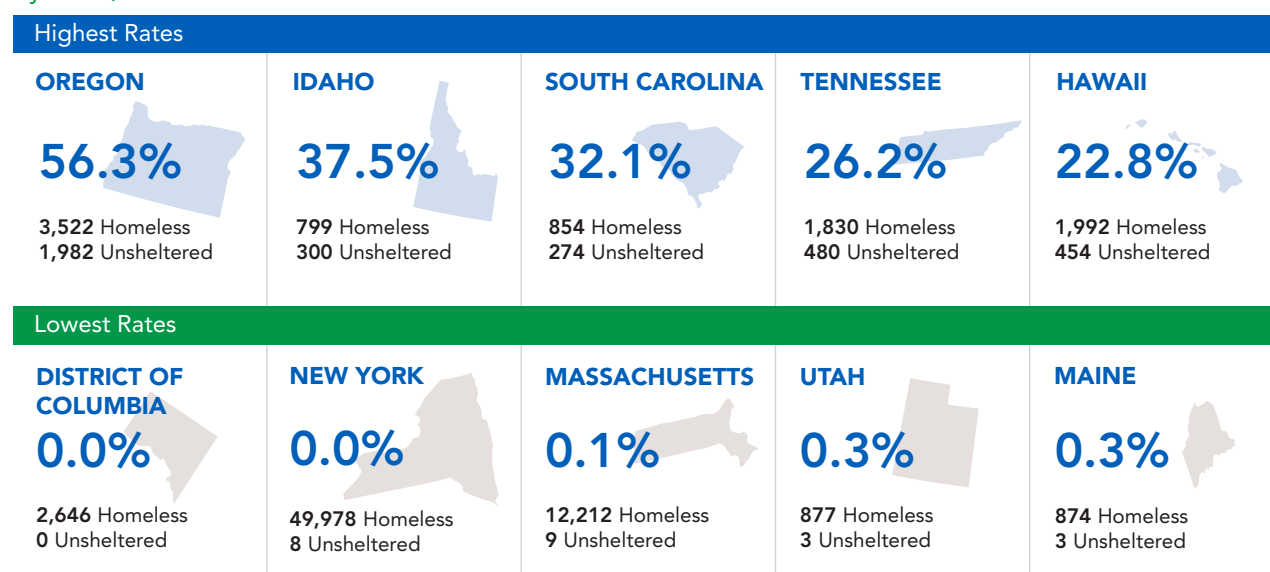 Highest Rates
OREGON
56.3%
3,522 Homeless
1,982 Unsheltered
IDAHO
37.5%
799 Homeless
300 Unsheltered
SOUTH CAROLINA
32.1%
854 Homeless
274 Unsheltered
TENNESSEE
26.2%
1,830 Homeless
480 Unsheltered
HAWAII
22.8%
1,992 Homeless
454 Unsheltered
Lowest Rates
DISTRICT OF
COLUMBIA
0.0%
2,646 Homeless
0 Unsheltered
NEW YORK
0.0%
49,978 Homeless
8 Unsheltered
MASSACHUSETTS
0.1%
12,212 Homeless
9 Unsheltered
UTAH
0.3%
877 Homeless
3 Unsheltered
MAINE
0.3%
874 Homeless
3 Unsheltered